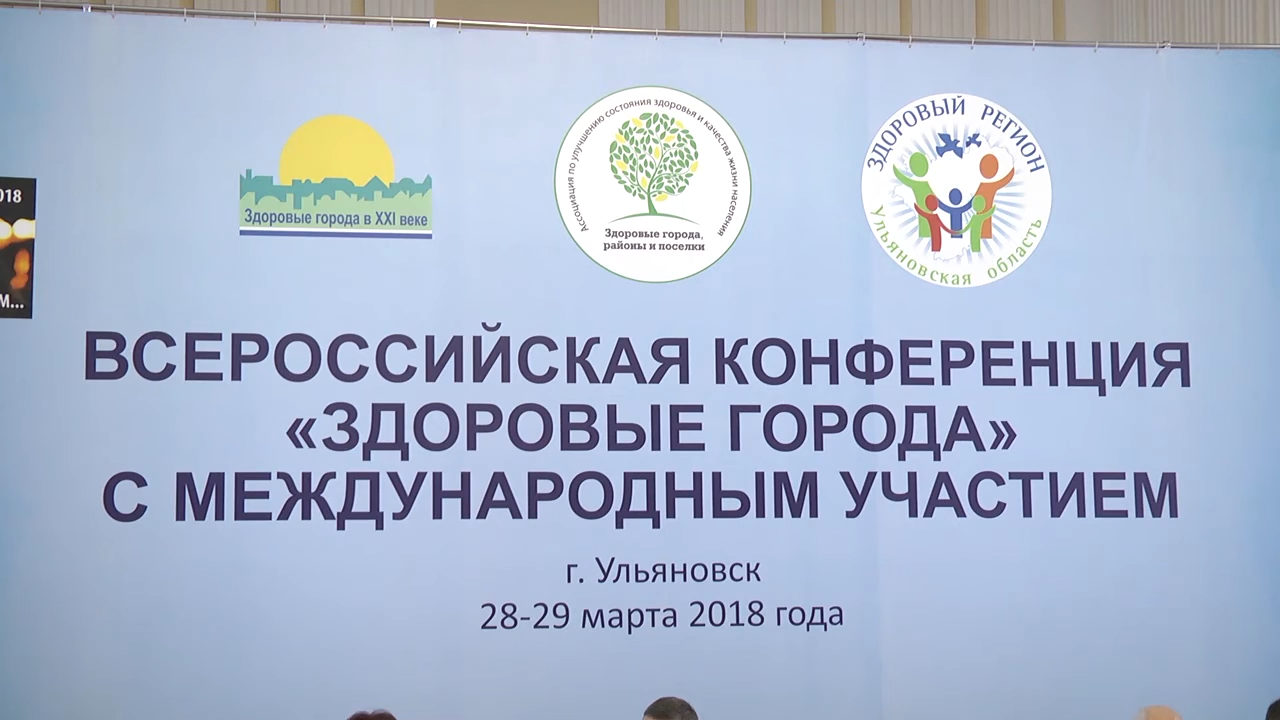 018
М...
Здоровые города в XXI веке
Ассоциация по улучшению состояния здоровья и качества жизни населения
Здоровые города,
районы и поселки
ЗДОРОВЫЙ РЕГИОН
Ульяновская область
ВСЕРОССИЙСКАЯ КОНФЕРЕНЦИЯ
«ЗДОРОВЫЕ ГОРОДА»
С МЕЖДУНАРОДНЫМ УЧАСТИЕМ
г. Ульяновск
28-29 марта 2018 года